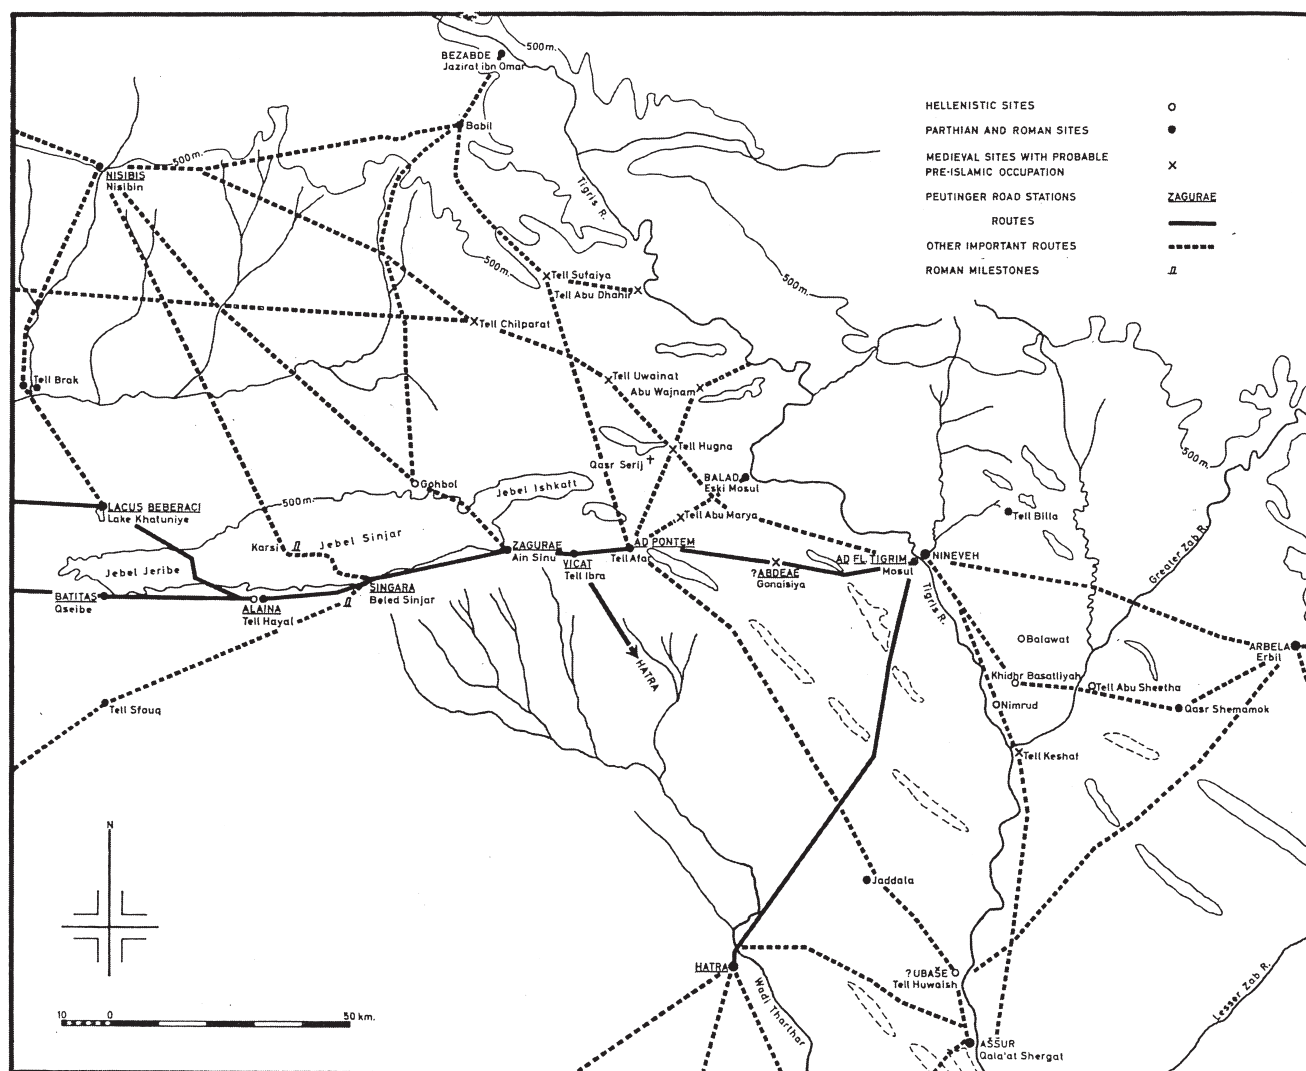 BEZABDE
Jazirat ibn Omar
500m.
Babil
500m.
NISIBIS
Nisibin
Tigris R.
HELLENISTIC SITES
PARTHIAN AND ROMAN SITES
MEDIEVAL SITES WITH PROBABLE
PRE-ISLAMIC OCCUPATION
PEUTINGER ROAD STATIONS ZAGURAE
ROUTES
OTHER IMPORTANT ROUTES
ROMAN MILESTONES
500m.
Tell Sufaiya
Tell Abu Dhahir
500m.
Tell Chilparat
Tell Brak
Tell Uwainat
Abu Wajnam
Tell Hugna
Qasr Serij
BALAD
Eski Mosul
500m.
Gohbol
Jebel Ishkaft
500m.
LACUS BEBERACI
Lake Khatuniye
Karsi
Jebel Sinjar
Jebel Jeribe
Tell Abu Marya
Tell Billa
Greater Zab R.
ZAGURAE
Ain Sinu
VICAT
Tell Ibra
AD PONTEM
Tell Afar
?ABDEAE
Gonaisiya
AD FL. TIGRIM
Mosul
NINEVEH
Tigris R.
BATITAS
Qseibe
ALAINA
Tell Hayal
SINGARA
Beled Sinjar
HATRA
Balawat
ARBELA
Erbil
Khidhr Basatliyah
Tell Abu Sheetha
Nimrud
Qasr Shemamok
Tell Sfouq
Tell Keshaf
N
Jaddala
HATRA
Wadi Tharthar
?UBAŠE
Tell Huwaish
Lesser Zab R.
10 0 50 km.
AŠŠUR
Qala'at Shergat